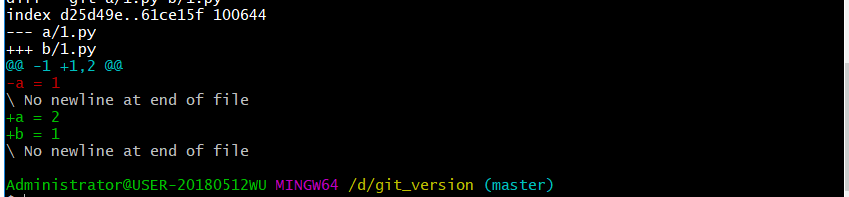 diff --git a/1.py b/1.py
index d25d49e..61ce15f 100644
--- a/1.py
+++ b/1.py
@@ -1 +1,2 @@
-a = 1
\ No newline at end of file
+a = 2
+b = 1
\ No newline at end of file
Administrator@USER-20180512WU MINGW64 /d/git_version (master)